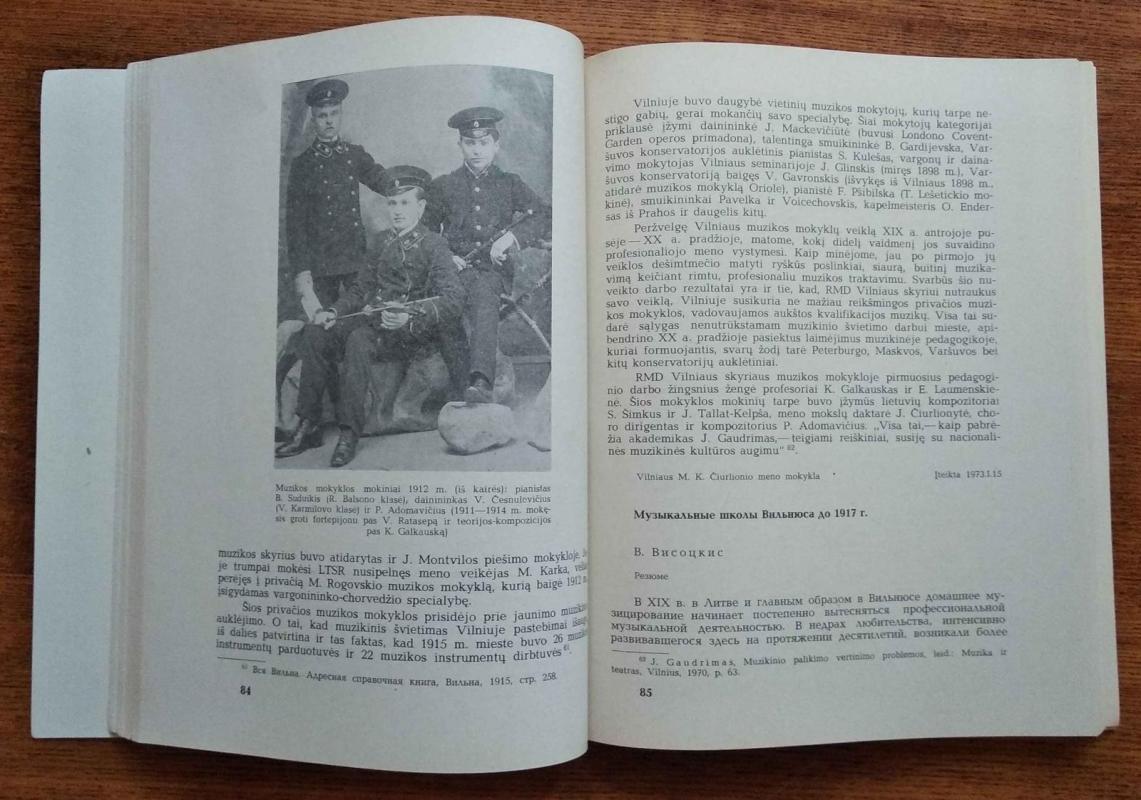 Muzikos mokyklos mokiniai 1912 m. (iš kairės): pianistas
B. Suduikis (R. Balsono klasė), dainininkas V. Česnulevičius
(V. Karmilovo klasė) ir P. Adomavičius (1911—1914 m. mokę-
sis groti fortepijonu pas V. Ratasepą ir teorijos-kompozicijos
pas K. Galkauską)
muzikos skyrius buvo atidarytas ir J. Montvilos piešimo mokykloje,
je trumpai mokėsi LTSR nusipelnęs meno veikėjas M. Karka,
perėjęs į privačią M. Rogovskio muzikos mokyklą, kurią baigė 1912 m.
įsigydamas vargonininko-chorvedžio specialybę.
Šios privačios muzikos mokyklos prisidėjo prie jaunimo muzikinio
auklėjimo. O tai, kad muzikinis švietimas Vilniuje pastebimai
iš dalies patvirtina ir tas faktas, kad 1915 m. mieste buvo 26 muzikos
instrumentų parduotuvės ir 22 muzikos instrumentų dirbtuvės 61.
61 Вся Вильна. Адресная справочная книга, Вильна, 1915, стр. 258.
84
Vilniuje buvo daugybė vietinių muzikos mokytojų, kurių tarpe ne-
stigo gabių, gerai mokančių savo specialybę. Šiai mokytojų kategorijai
priklausė įžymi dainininkė J. Mackevičiūtė (buvusi Londono Covent-
Garden operos primadona), talentinga smuikininkė B. Gardijevska, Var-
šuvos konservatorijos auklėtinis pianistas S. Kulešas, vargonų ir daina-
vimo mokytojas Vilniaus seminarijoje J. Glinskis (miręs 1898 m.), Var-
šuvos konservatoriją baigęs V. Gavronskis (išvykęs iš Vilniaus 1898 m.,
atidarė muzikos mokyklą Oriole), pianistė F. Pšibilska (T. Lešetickio mo-
kinė), smuikininkai Pavelka ir Voicechovskis, kapelmeisteris O. Ender-
sas iš Prahos ir daugelis kitų.
Peržvelgę Vilniaus muzikos mokyklų veiklą XIX a. antrojoje pu-
sėje — XX a. pradžioje, matome, kokį didelį vaidmenį jos suvaidino
profesionaliojo meno vystymesi. Kaip minėjome, jau po pirmojo jų
veiklos dešimtmečio matyti ryškūs poslinkiai, siaurą, buitinį muzika-
vimą keičiant rimtu, profesionaliu muzikos traktavimu. Svarbūs šio nu-
veikto darbo rezultatai yra ir tie, kad, RMD Vilniaus skyriui nutraukus
savo veiklą, Vilniuje susikuria ne mažiau reikšmingos privačios muzi-
kos mokyklos, vadovaujamos aukštos kvalifikacijos muzikų. Visa tai su-
darė sąlygas nenutrūkstamam muzikinio švietimo darbui mieste, api-
bendrino XX a. pradžioje pasiektus laimėjimus muzikinėje pedagogikoje,
kuriai formuojantis, svarų žodį tarė Peterburgo, Maskvos, Varšuvos bei
kitų konservatorijų auklėtiniai.
RMD Vilniaus skyriaus muzikos mokykloje pirmuosius pedagogi-
nio darbo žingsnius žengė profesoriai K. Galkauskas ir E. Laumenskie-
nė. Šios mokyklos mokinių tarpe buvo įžymūs lietuvių kompozitoriai
S. Šimkus ir J. Tallat-Kelpša, meno mokslų daktarė J. Čiurlionytė, cho-
ro dirigentas ir kompozitorius P. Adomavičius. „Visa tai,— kaip pabrė-
žia akademikas J. Gaudrimas,— teigiami reiškiniai, susiję su nacionali-
nės muzikinės kultūros augimu“ 62.
Vilniaus M. K. Čiurlionio meno mokykla Įteikta 1973.I.15
Музыкальные школы Вильнюса до 1917 г.
В. Висоцкис
Резюме
В XIX в. в Литве и главным образом в Вильнюсе домашнее му-
зицирование начинает постепенно вытесняться профессиональной
музыкальной деятельностью. В недрах любительства, интенсивно
развивавшегося здесь на протяжении десятилетий, возникали более
62 J. Gaudrimas, Muzikinio palikimo vertinimo problemos, leid.: Muzika ir
teatras, Vilnius, 1970, p. 63.
85